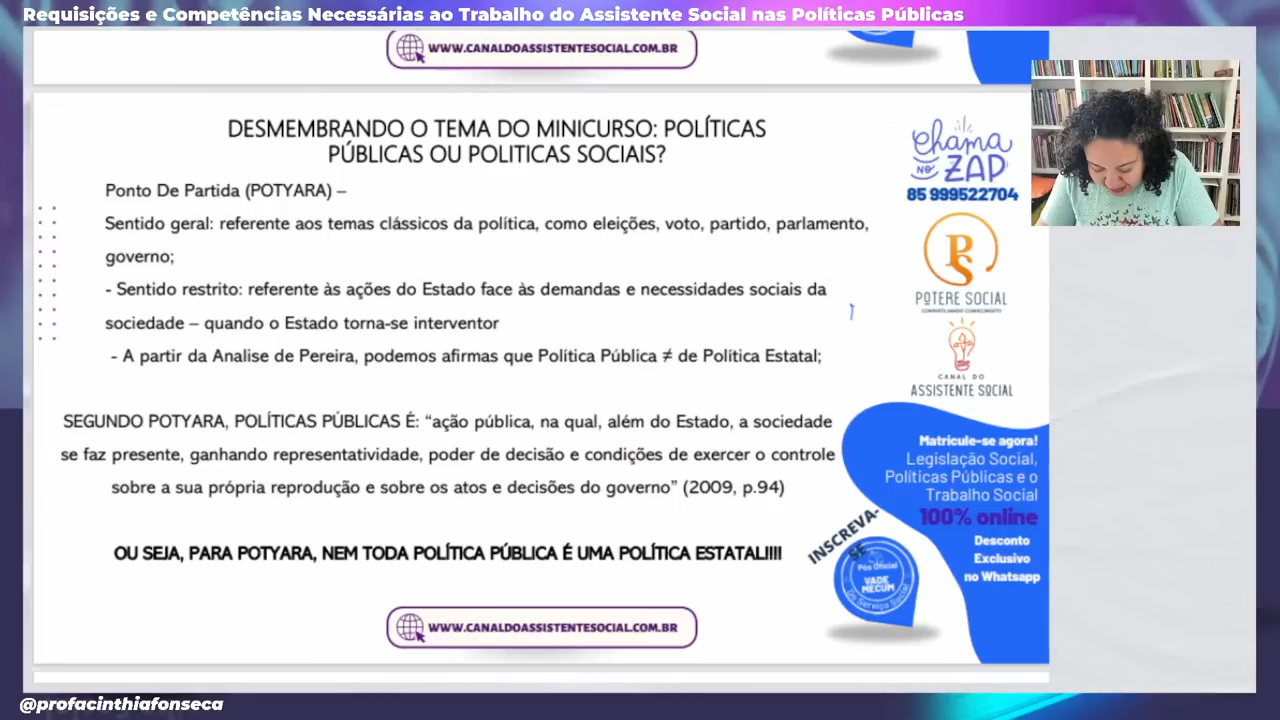 Requisições e Competências Necessárias ao Trabalho do Assistente Social nas Políticas Públicas
WWW.CANALDOASSISTENTESOCIAL.COM.BR
DESMEMBRANDO O TEMA DO MINICURSO: POLÍTICAS
PÚBLICAS OU POLITICAS SOCIAIS?
Ponto De Partida (POTYARA) –
Sentido geral: referente aos temas clássicos da política, como eleições, voto, partido, parlamento,
governo;
- Sentido restrito: referente às ações do Estado face às demandas e necessidades sociais da
sociedade – quando o Estado torna-se interventor
- A partir da Analise de Pereira, podemos afirmas que Política Pública ≠ de Política Estatal;
SEGUNDO POTYARA, POLÍTICAS PÚBLICAS É: “ação pública, na qual, além do Estado, a sociedade
se faz presente, ganhando representatividade, poder de decisão e condições de exercer o controle
sobre a sua própria reprodução e sobre os atos e decisões do governo” (2009, p.94)
OU SEJA, PARA POTYARA, NEM TODA POLÍTICA PÚBLICA É UMA POLÍTICA ESTATAL!!!!
WWW.CANALDOASSISTENTESOCIAL.COM.BR
chama
NO
ZAP
85 999522704
PS
POTERE SOCIAL
COMPARTILHANDO CONHECIMENTO
CANAL DO
ASSISTENTE SOCIAL
Matricule-se agora!
Legislação Social,
Políticas Públicas e o
Trabalho Social
100% online
Desconto
Exclusivo
no Whatsapp
INSCREVA-
SE
Pós Oficial
VADE
MECUM
Do Serviço Social
@profacinthiafonseca